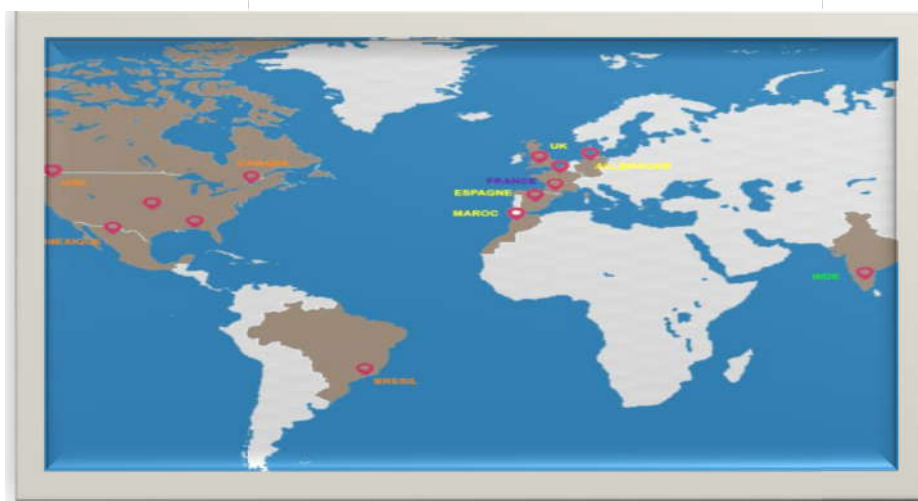 UK
CANADA
ALLEMAGNE
USA
FRANCE
ESPAGNE
MAROC
MEXIQUE
INDE
BRESIL